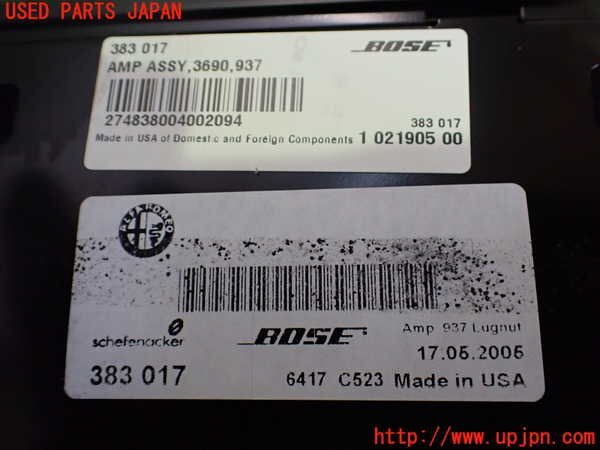 USED PARTS JAPAN
383 017
BOSE
AMP ASSY,3690,937
274838004002094
383 017
Made in USA of Domestic and Foreign Components 1 021905 00
ALFA ROMEO
schefenacker
BOSE
Amp 937 Lugnut
17.05.2005
383 017
6417 C523 Made in USA
http://www.upjpn.com/